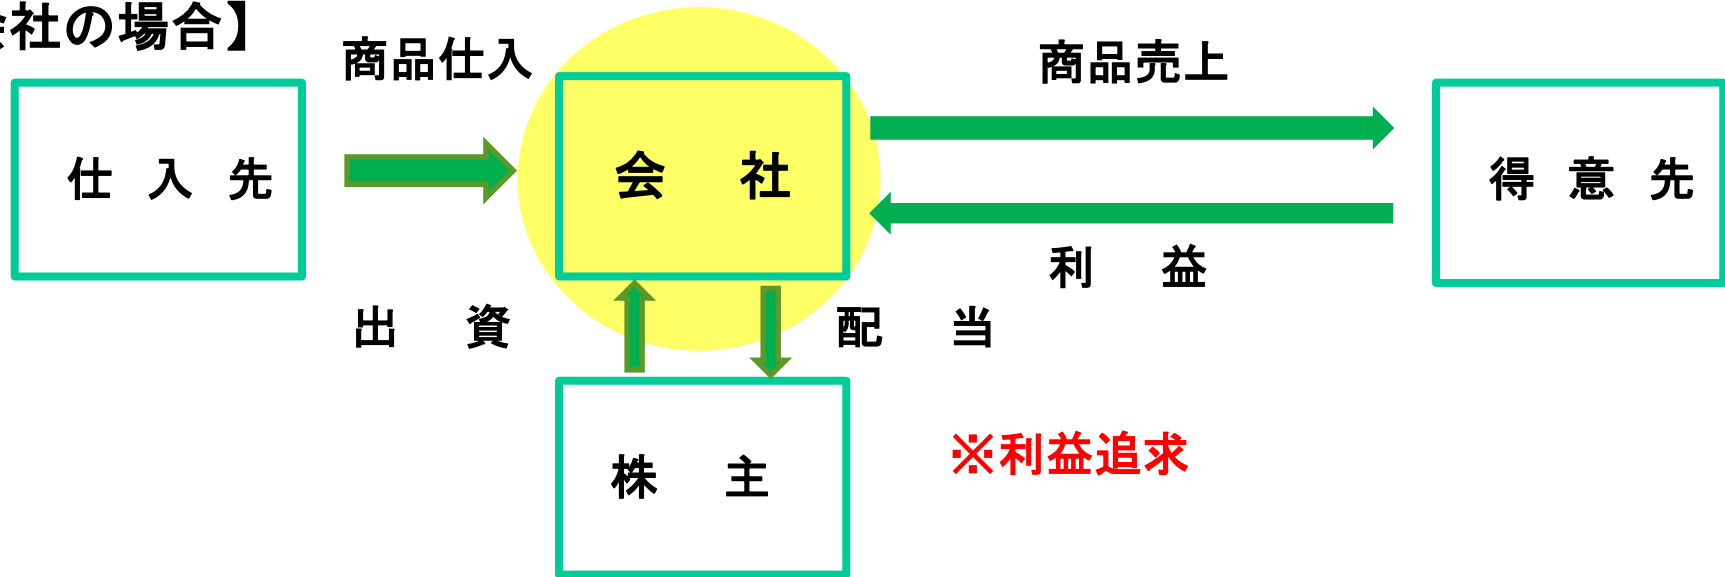 社の場合】
商品仕入
商品売上
仕入先
会社
得意先
利益
出資
配当
株主
※利益追求